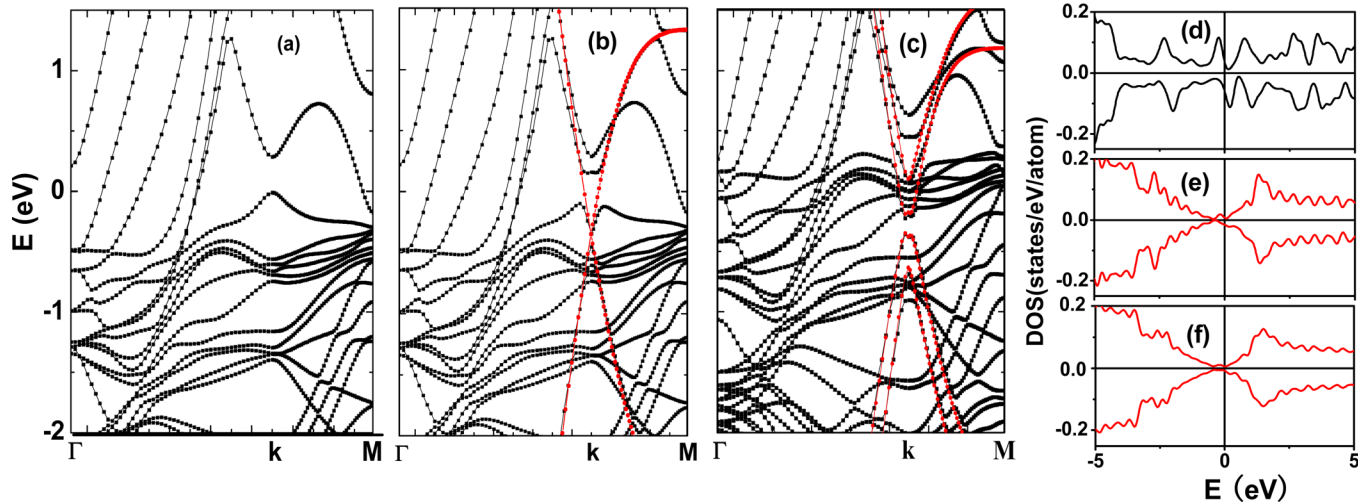 (a)
(b)
(c)
(d)
(e)
(f)
E (eV)
1
0
-1
-2
Γ k M
Γ k M
Γ k M
DOS(states/eV/atom)
0.2
0.0
-0.2
0.2
0.0
-0.2
0.2
0.0
-0.2
-5 0 5
E (eV)